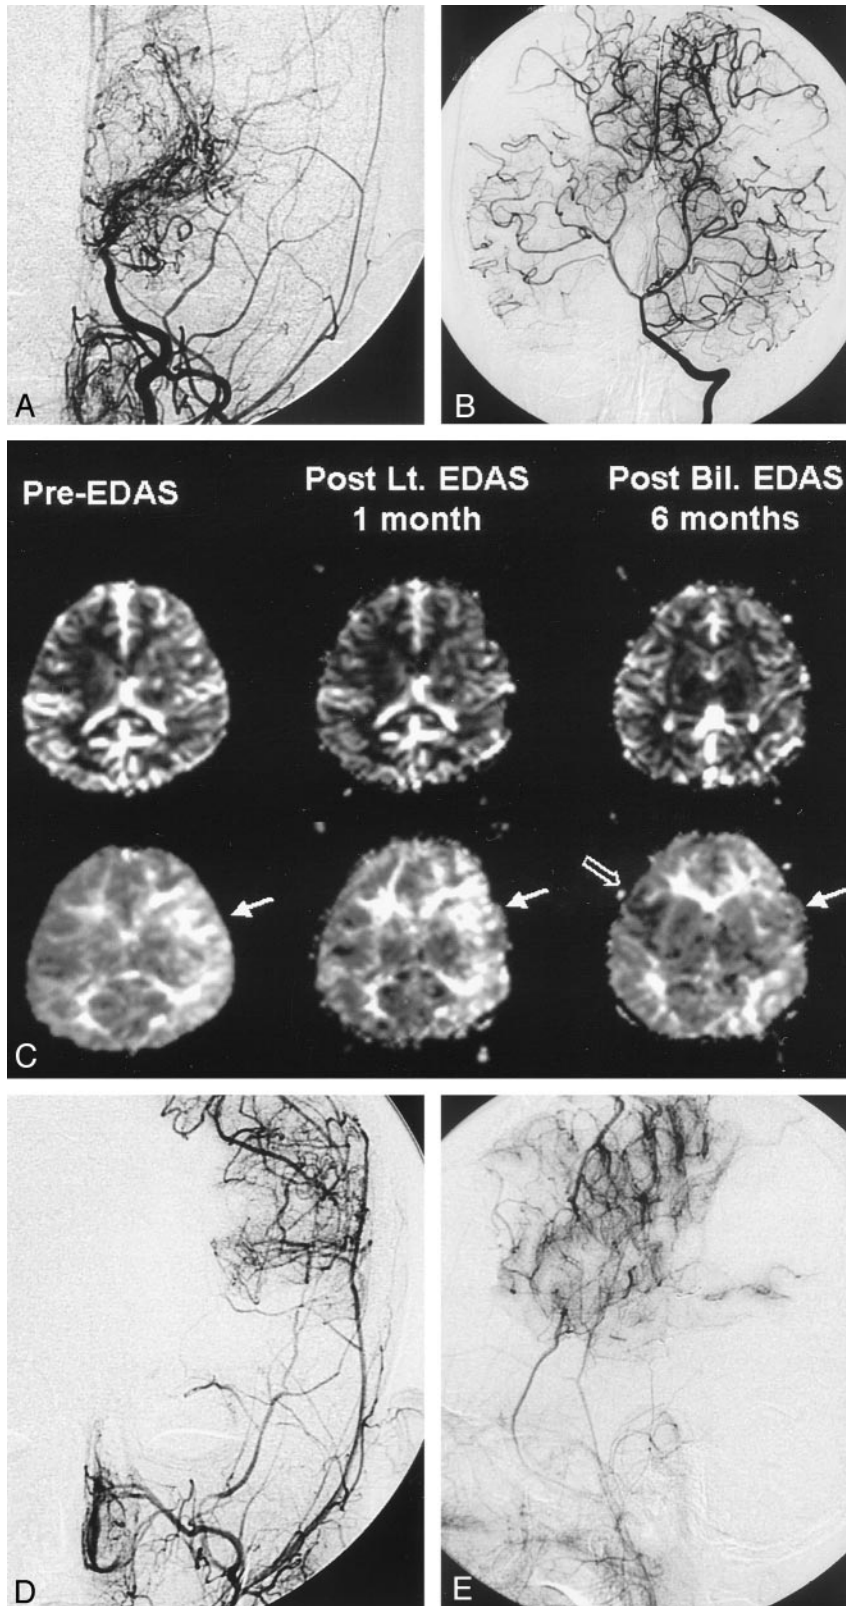 A
B
Pre-EDAS
Post Lt. EDAS
1 month
Post Bil. EDAS
6 months
C
D
E